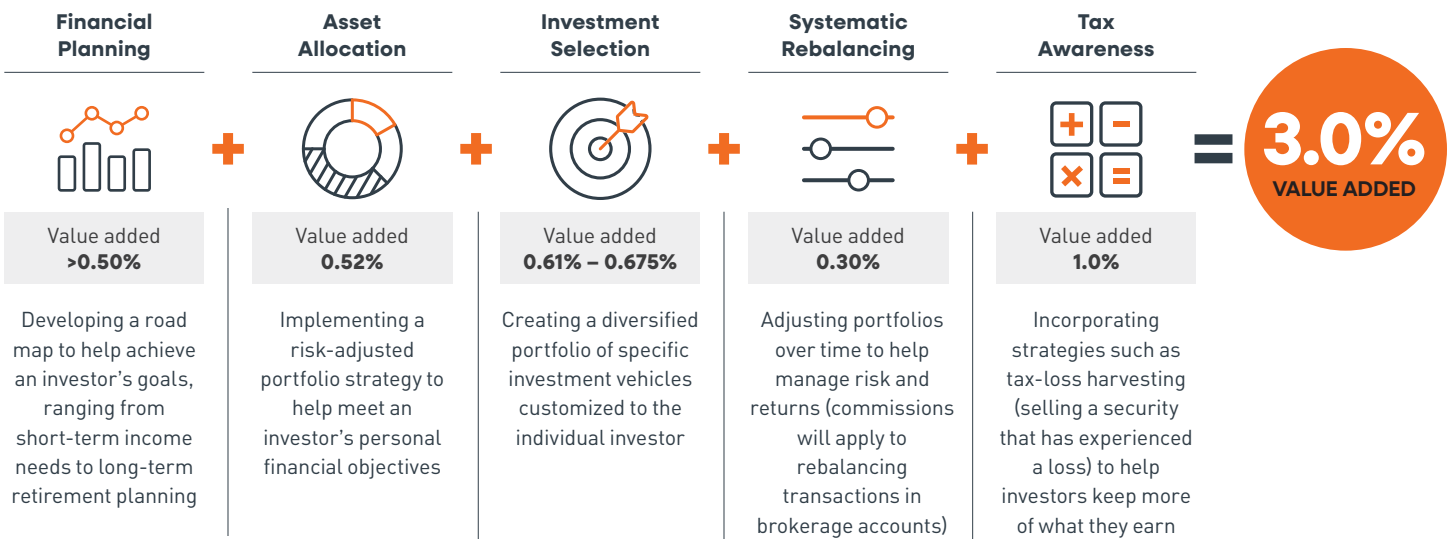 Financial
Planning
Value added
>0.50%
Developing a road
map to help achieve
an investor’s goals,
ranging from
short-term income
needs to long-term
retirement planning
+
Asset
Allocation
Value added
0.52%
Implementing a
risk-adjusted
portfolio strategy to
help meet an
investor’s personal
financial objectives
+
Investment
Selection
Value added
0.61% – 0.675%
Creating a diversified
portfolio of specific
investment vehicles
customized to the
individual investor
+
Systematic
Rebalancing
Value added
0.30%
Adjusting portfolios
over time to help
manage risk and
returns (commissions
will apply to
rebalancing
transactions in
brokerage accounts)
+
Tax
Awareness
+ −
× =
Value added
1.0%
Incorporating
strategies such as
tax-loss harvesting
(selling a security
that has experienced
a loss) to help
investors keep more
of what they earn
=
3.0%
VALUE ADDED